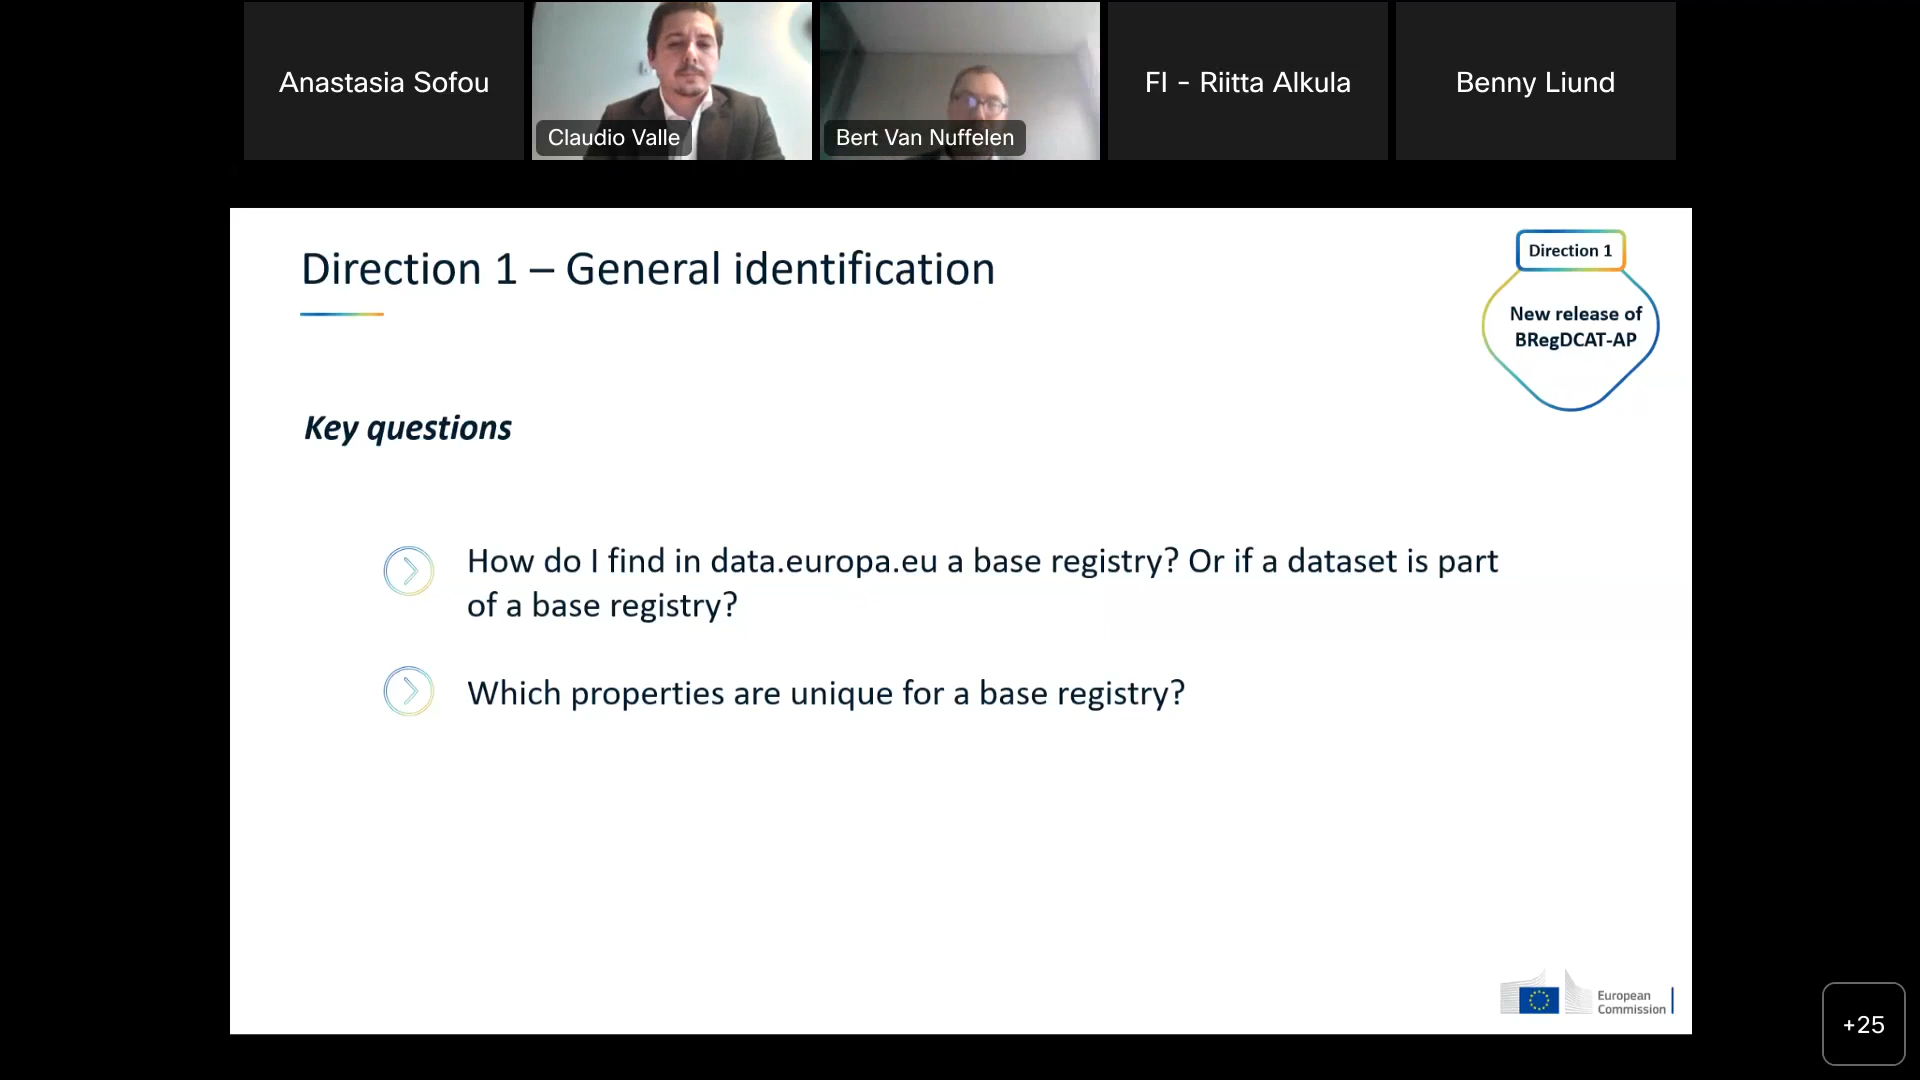 Anastasia Sofou
Claudio Valle
Bert Van Nuffelen
FI - Riitta Alkula
Benny Liund
Direction 1 – General identification
Direction 1
New release of
BRegDCAT-AP
Key questions
How do I find in data.europa.eu a base registry? Or if a dataset is part
of a base registry?
Which properties are unique for a base registry?
European
Commission
+25